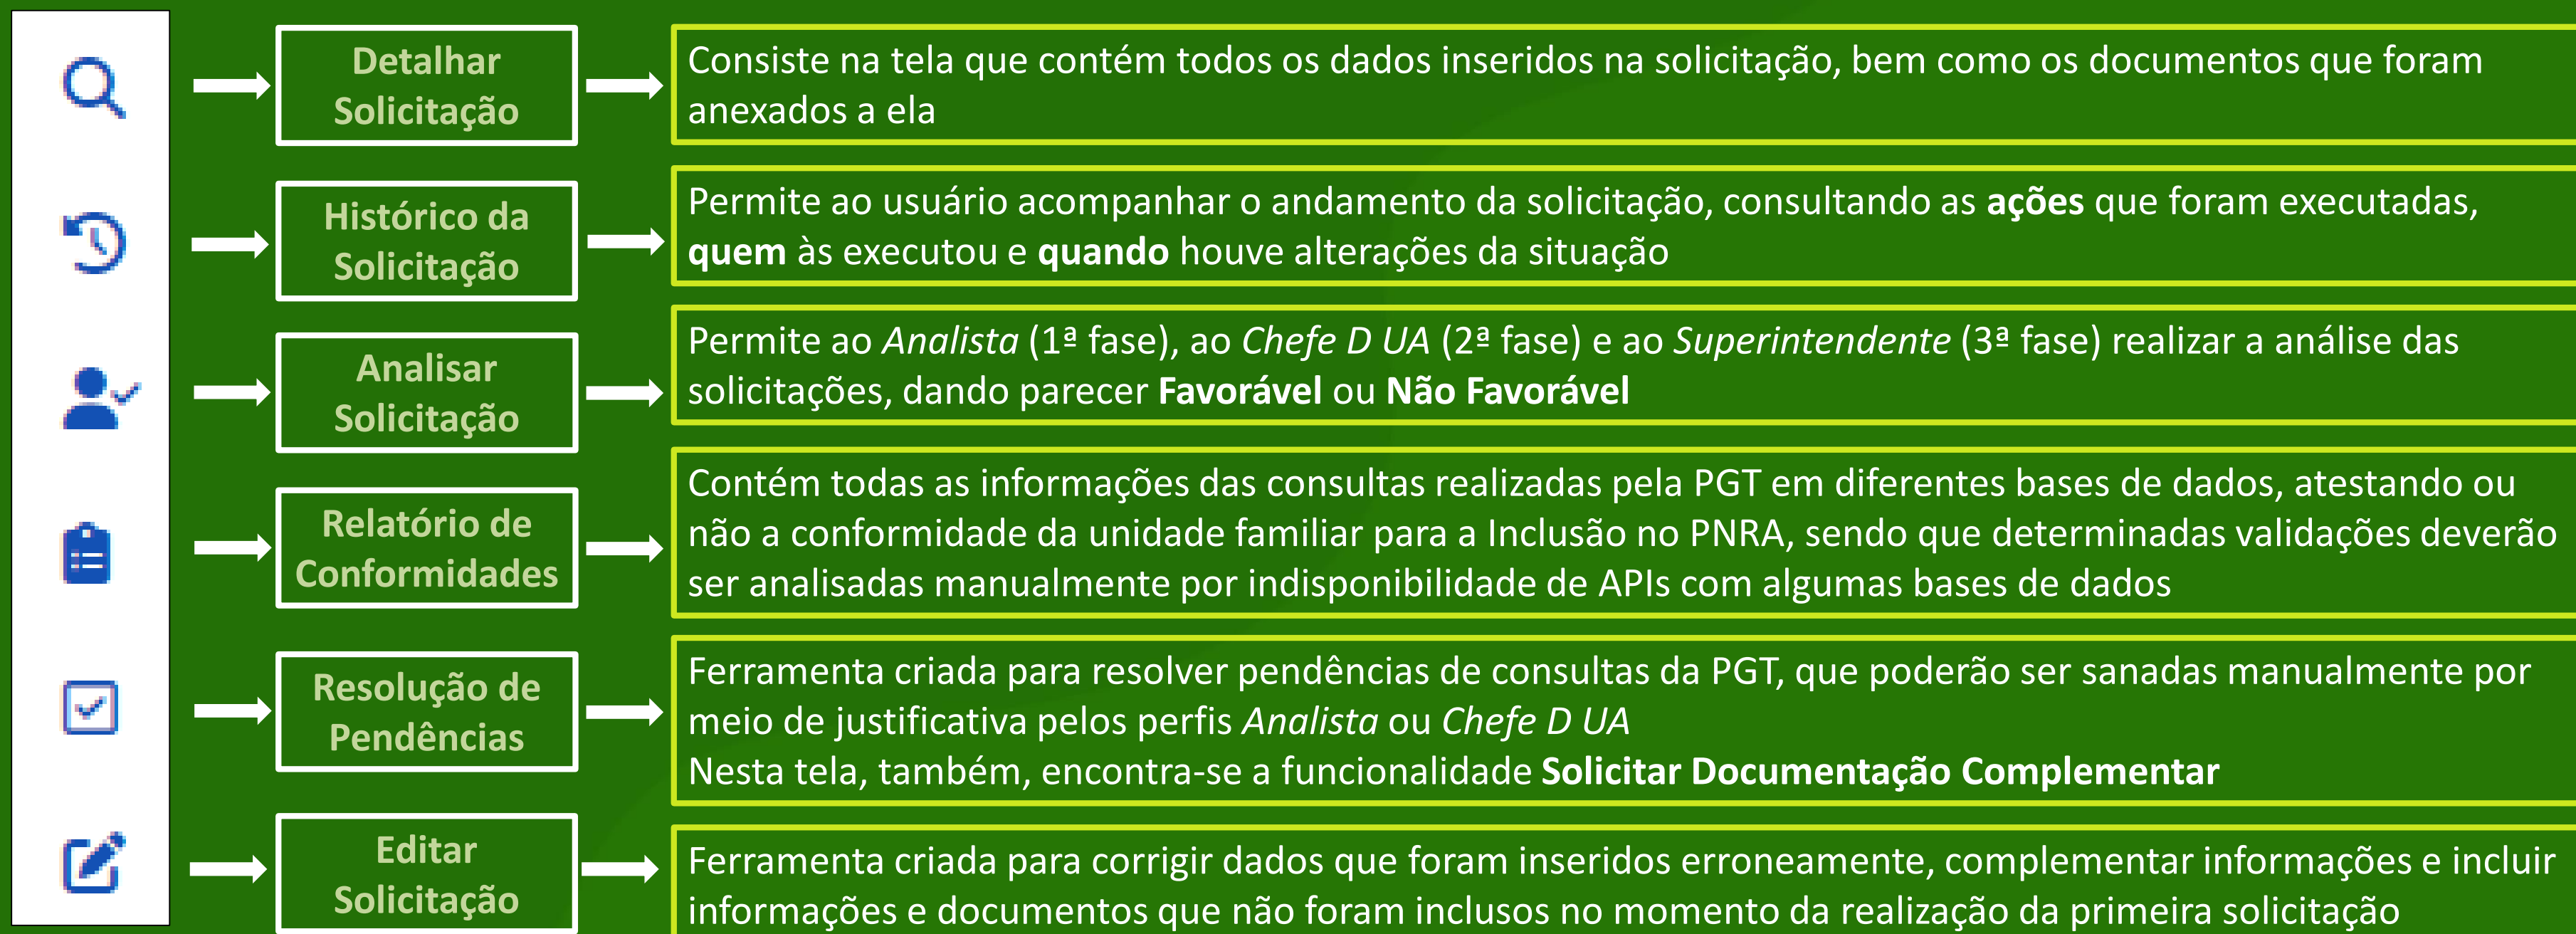 Detalhar
Solicitação
Consiste na tela que contém todos os dados inseridos na solicitação, bem como os documentos que foram
anexados a ela
Histórico da
Solicitação
Permite ao usuário acompanhar o andamento da solicitação, consultando as ações que foram executadas,
quem às executou e quando houve alterações da situação
Analisar
Solicitação
Permite ao Analista (1ª fase), ao Chefe D UA (2ª fase) e ao Superintendente (3ª fase) realizar a análise das
solicitações, dando parecer Favorável ou Não Favorável
Relatório de
Conformidades
Contém todas as informações das consultas realizadas pela PGT em diferentes bases de dados, atestando ou
não a conformidade da unidade familiar para a Inclusão no PNRA, sendo que determinadas validações deverão
ser analisadas manualmente por indisponibilidade de APIs com algumas bases de dados
Resolução de
Pendências
Ferramenta criada para resolver pendências de consultas da PGT, que poderão ser sanadas manualmente por
meio de justificativa pelos perfis Analista ou Chefe D UA
Nesta tela, também, encontra-se a funcionalidade Solicitar Documentação Complementar
Editar
Solicitação
Ferramenta criada para corrigir dados que foram inseridos erroneamente, complementar informações e incluir
informações e documentos que não foram inclusos no momento da realização da primeira solicitação